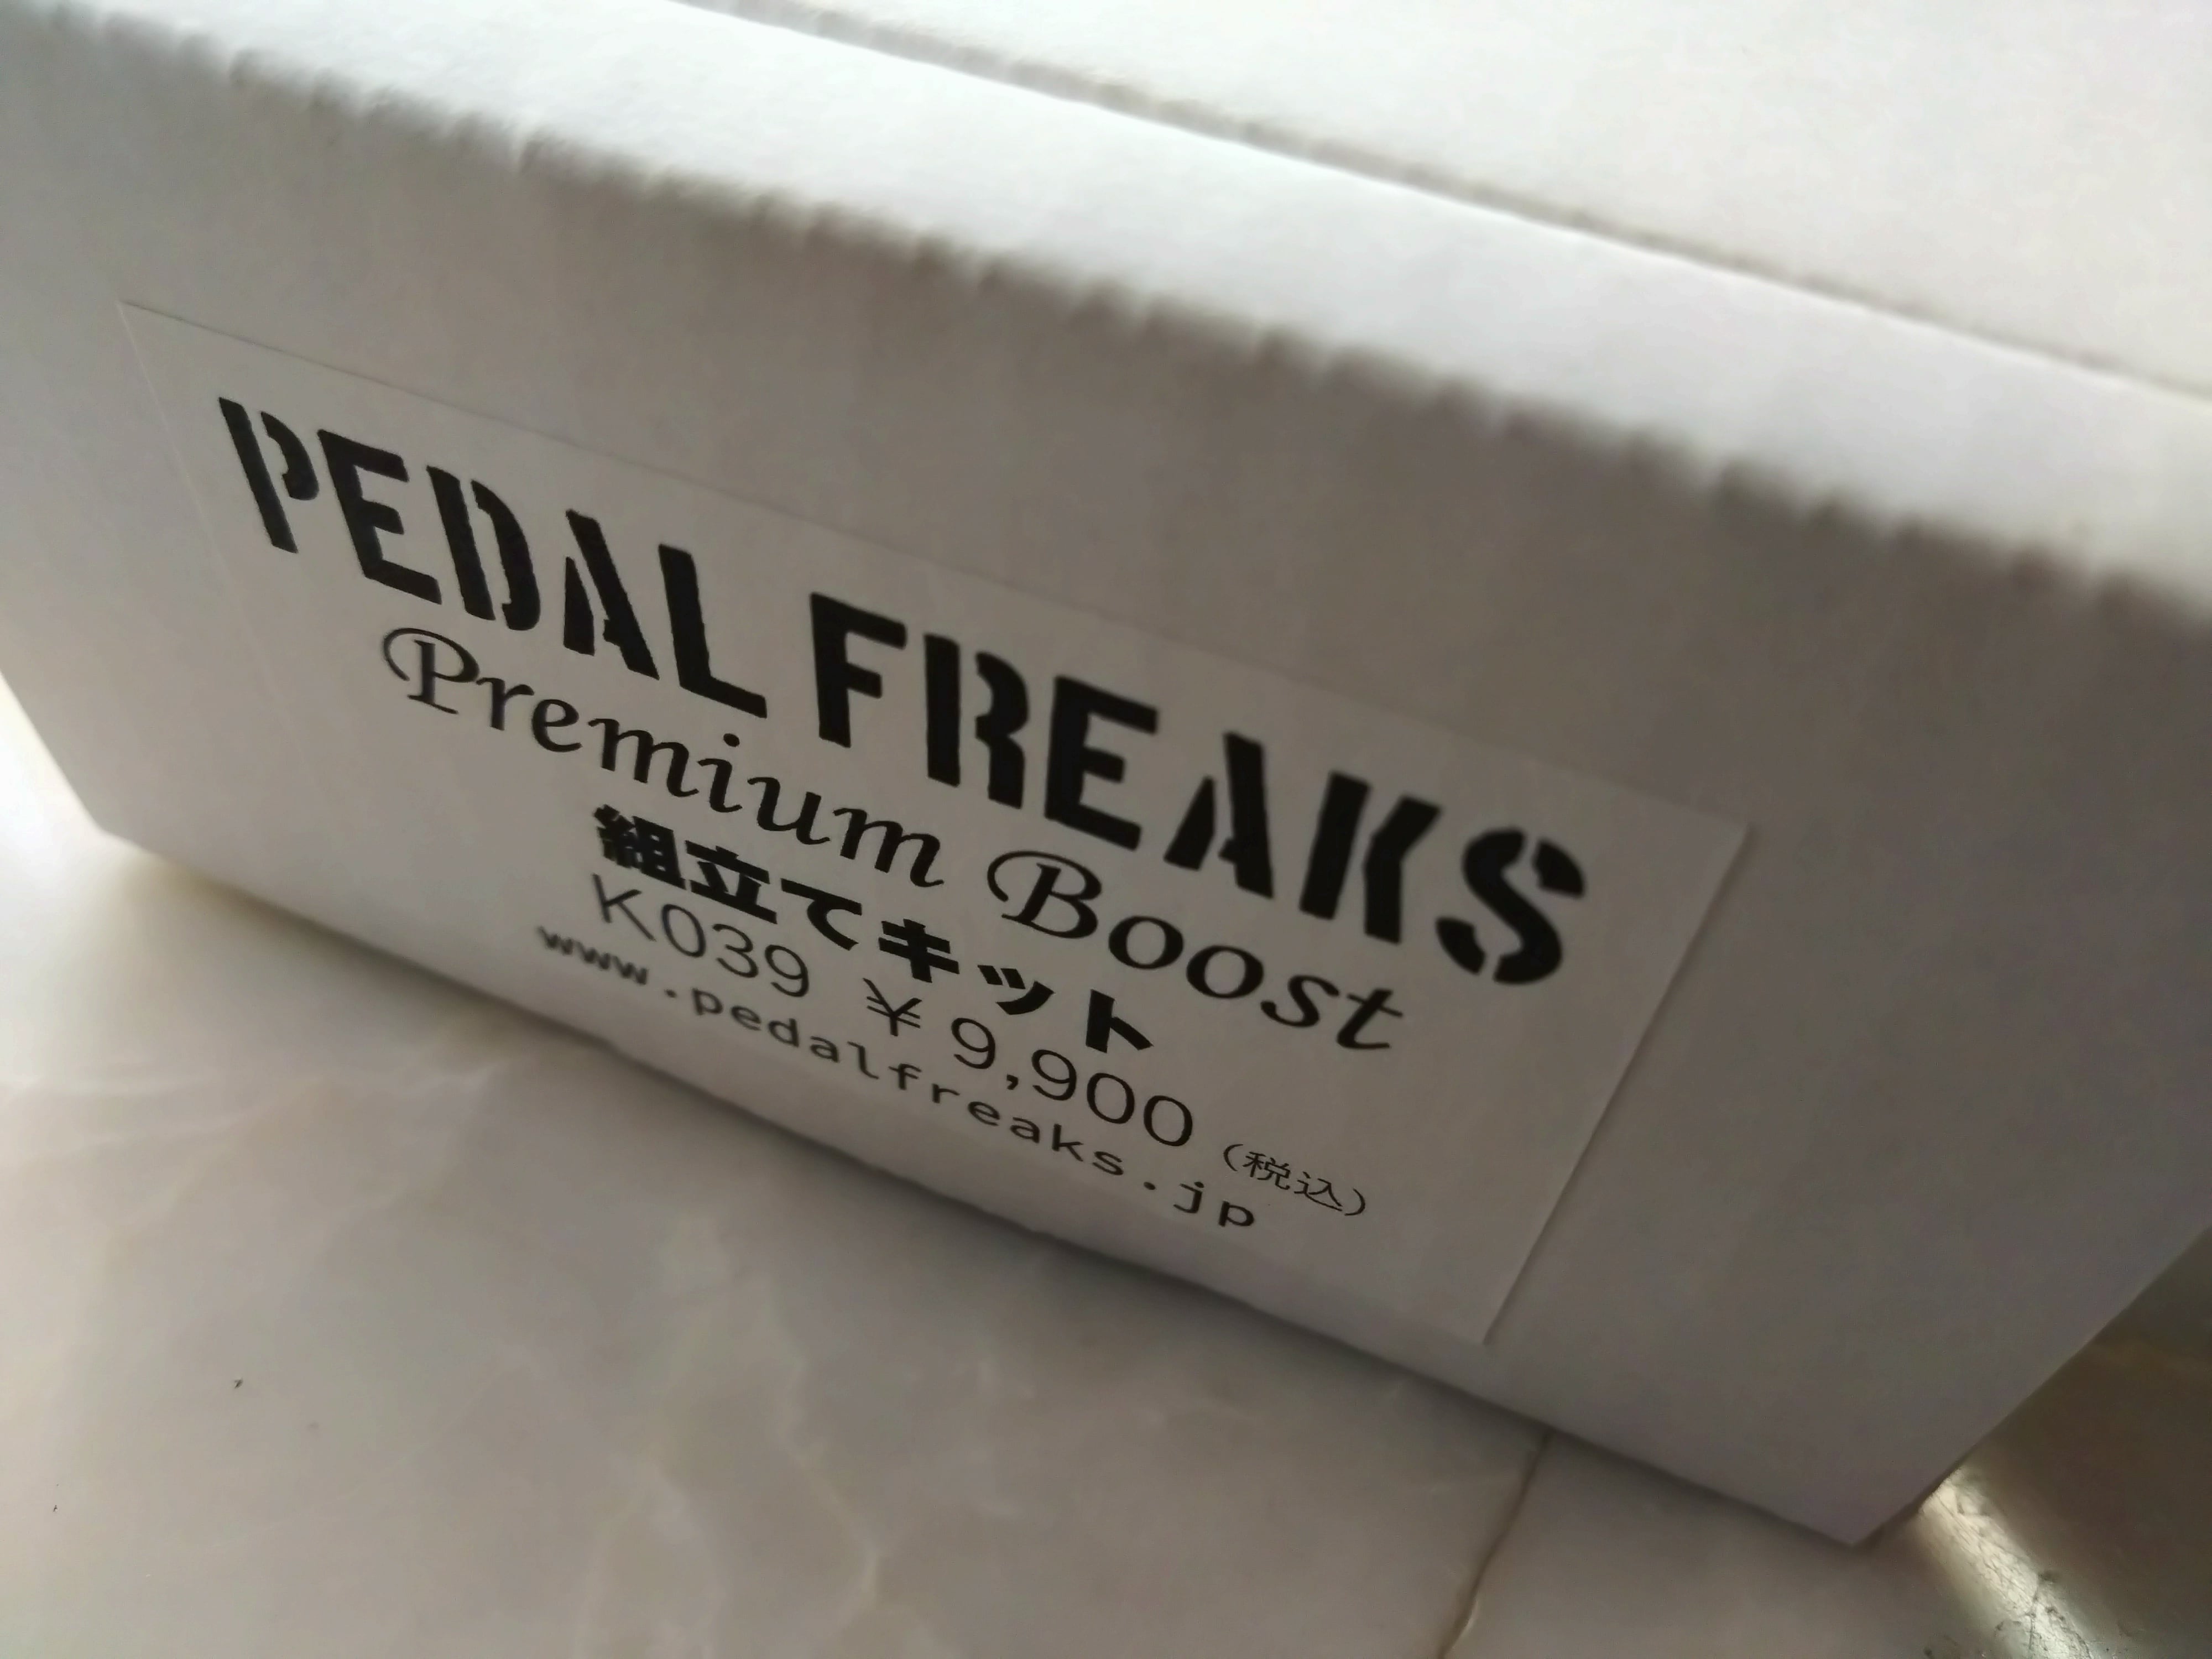 PEDAL FREAKS
Premium Boost
組立てキット
K039 ¥9,900（税込）
www.pedalfreaks.jp